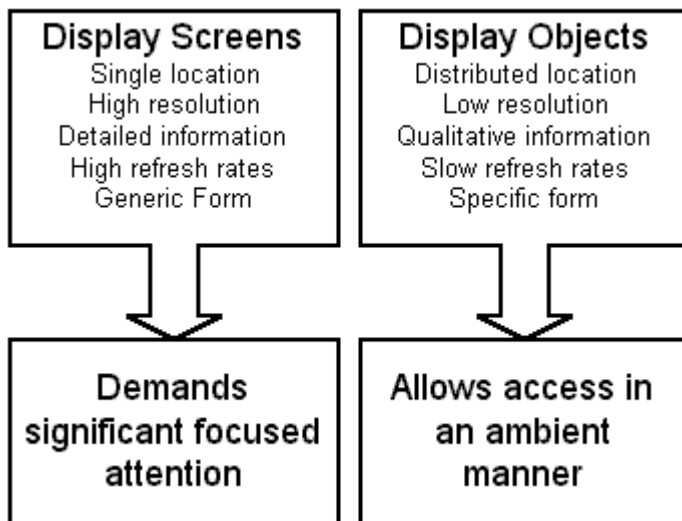 Display Screens
Single location
High resolution
Detailed information
High refresh rates
Generic Form
Demands
significant focused
attention
Display Objects
Distributed location
Low resolution
Qualitative information
Slow refresh rates
Specific form
Allows access in
an ambient
manner